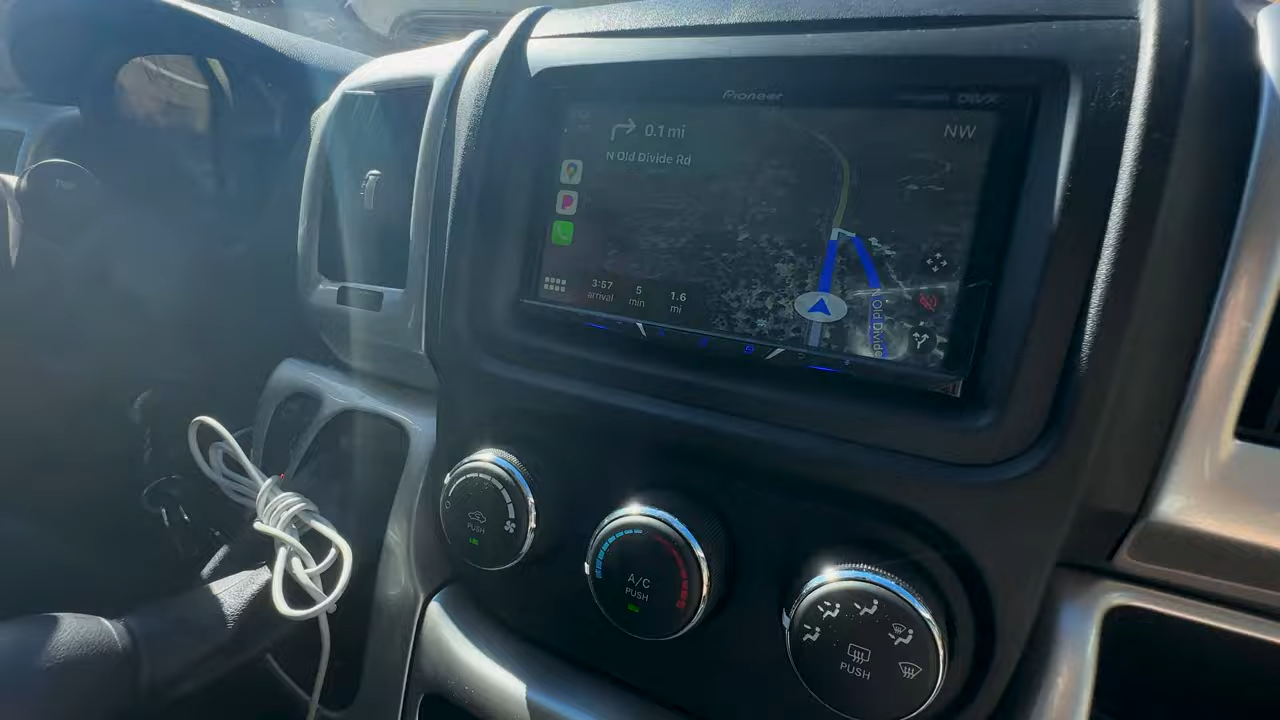 Pioneer
0.1 mi
NW
N Old Divide Rd
3:57
arrival
5
min
1.6
mi
N Old Divide
PUSH
A/C
PUSH
PUSH